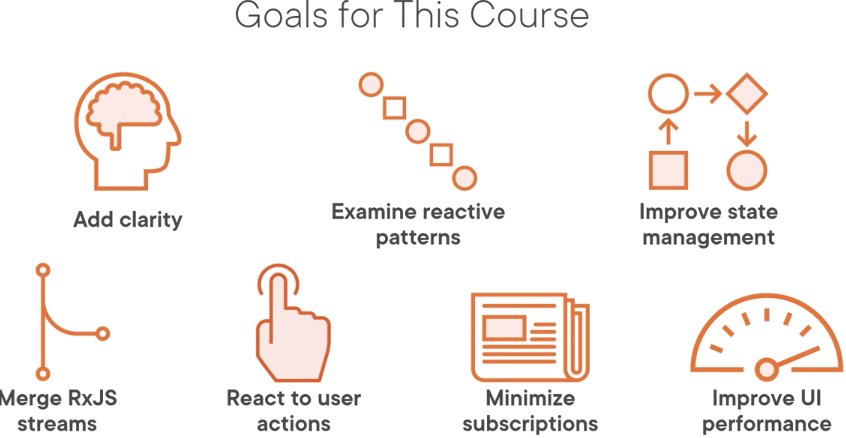 Goals for This Course
Add clarity
Examine reactive
patterns
Improve state
management
Merge RxJS
streams
React to user
actions
Minimize
subscriptions
Improve UI
performance